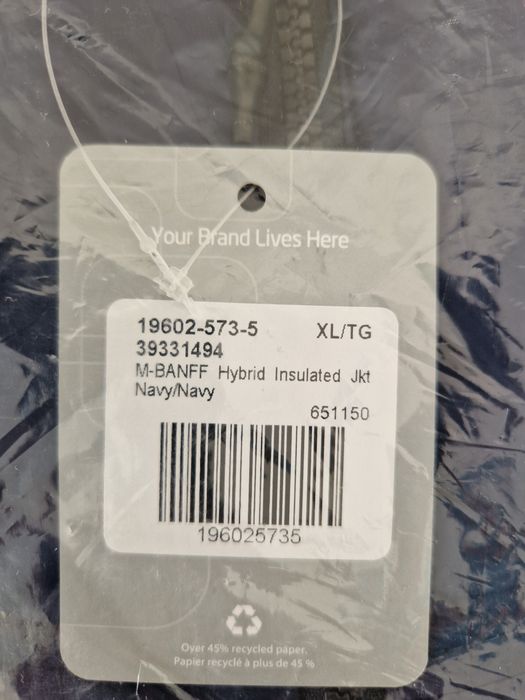 Your Brand Lives Here
19602-573-5 XL/TG
39331494
M-BANFF Hybrid Insulated Jkt
Navy/Navy
651150
196025735
Over 45% recycled paper.
Papier recyclé à plus de 45 %